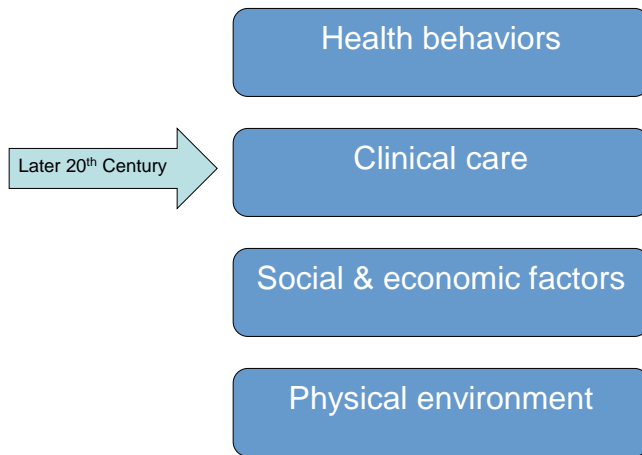 Health behaviors
Later 20th Century
Clinical care
Social & economic factors
Physical environment